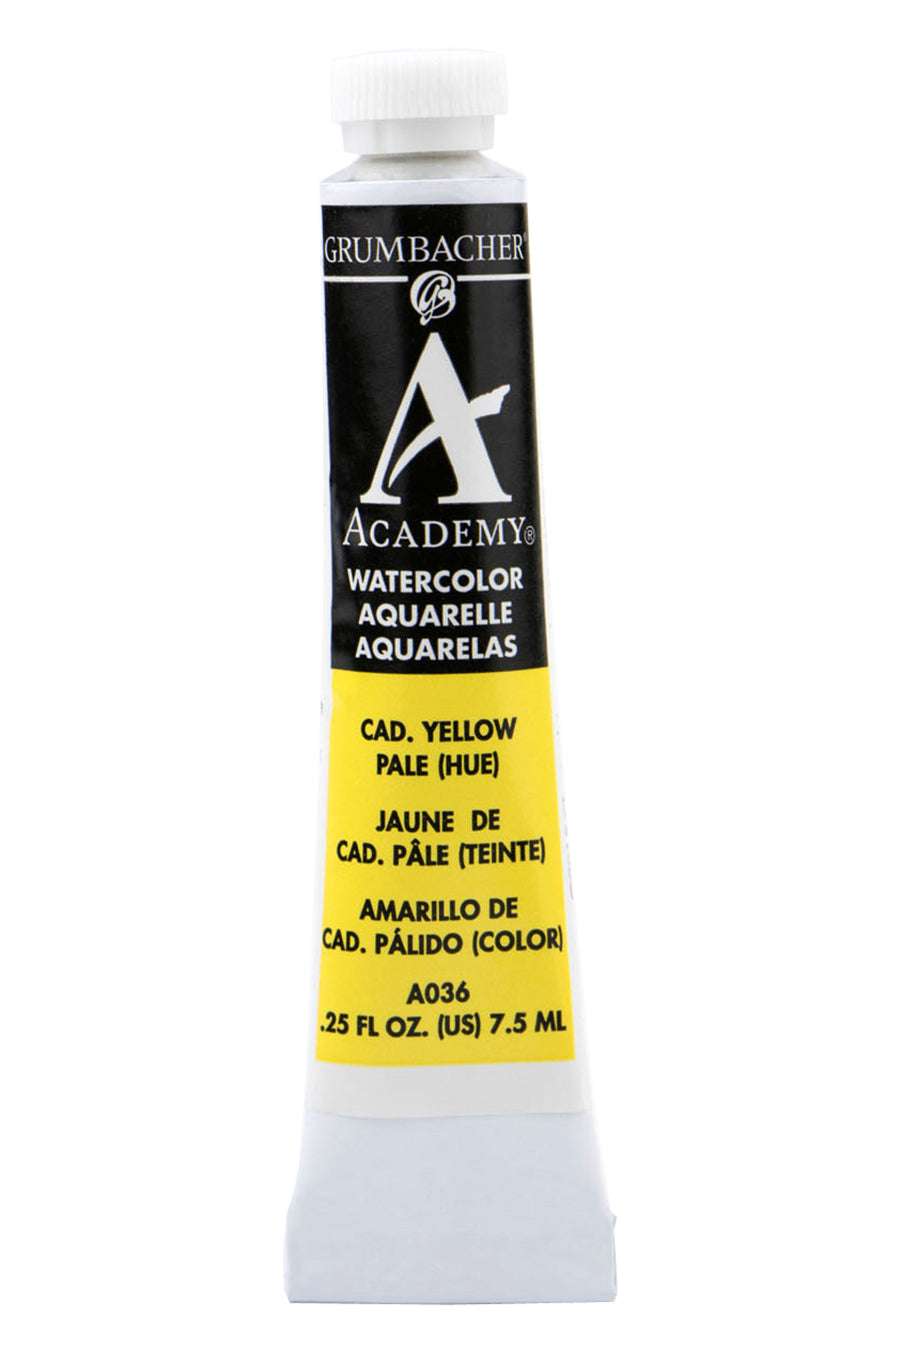 GRUMBACHER
GB
A
ACADEMY®
WATERCOLOR
AQUARELLE
AQUARELAS
CAD. YELLOW
PALE (HUE)
JAUNE DE
CAD. PÂLE (TEINTE)
AMARILLO DE
CAD. PÁLIDO (COLOR)
A036
.25 FL OZ. (US) 7.5 ML